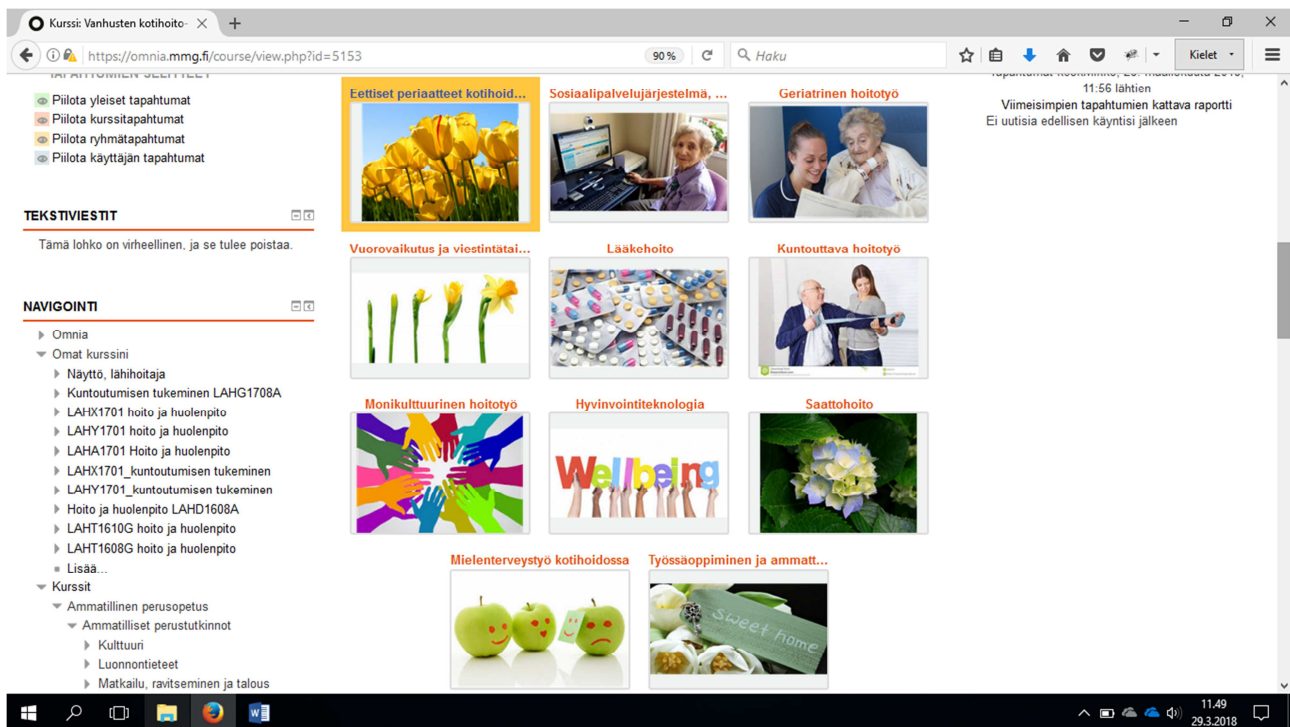 Kurssi: Vanhusten kotihoito-
https://omnia.mmg.fi/course/view.php?id=5153
90 %
Haku
Kielet
TAPAHTUMIEN SELITTEET
Piilota yleiset tapahtumat
Piilota kurssitapahtumat
Piilota ryhmätapahtumat
Piilota käyttäjän tapahtumat
TEKSTIVIESTIT
Tämä lohko on virheellinen, ja se tulee poistaa.
NAVIGOINTI
Omnia
Omat kurssini
Näyttö, lähihoitaja
Kuntoutumisen tukeminen LAHG1708A
LAHX1701 hoito ja huolenpito
LAHY1701 hoito ja huolenpito
LAHA1701 Hoito ja huolenpito
LAHX1701_kuntoutumisen tukeminen
LAHY1701_kuntoutumisen tukeminen
Hoito ja huolenpito LAHD1608A
LAHT1610G hoito ja huolenpito
LAHT1608G hoito ja huolenpito
Lisää...
Kurssit
Ammatillinen perusopetus
Ammatilliset perustutkinnot
Kulttuuri
Luonnontieteet
Matkailu, ravitseminen ja talous
Eettiset periaatteet kotihoid...
Sosiaalipalvelujärjestelmä, ...
Geriatrinen hoitotyö
Vuorovaikutus ja viestintätai...
Lääkehoito
Kuntouttava hoitotyö
Monikulttuurinen hoitotyö
Hyvinvointiteknologia
Wellbeing
Saattohoito
Mielenterveystyö kotihoidossa
Työssäoppiminen ja ammatt...
sweet home
11:56 lähtien
Viimeisimpien tapahtumien kattava raportti
Ei uutisia edellisen käyntisi jälkeen
11.49
29.3.2018